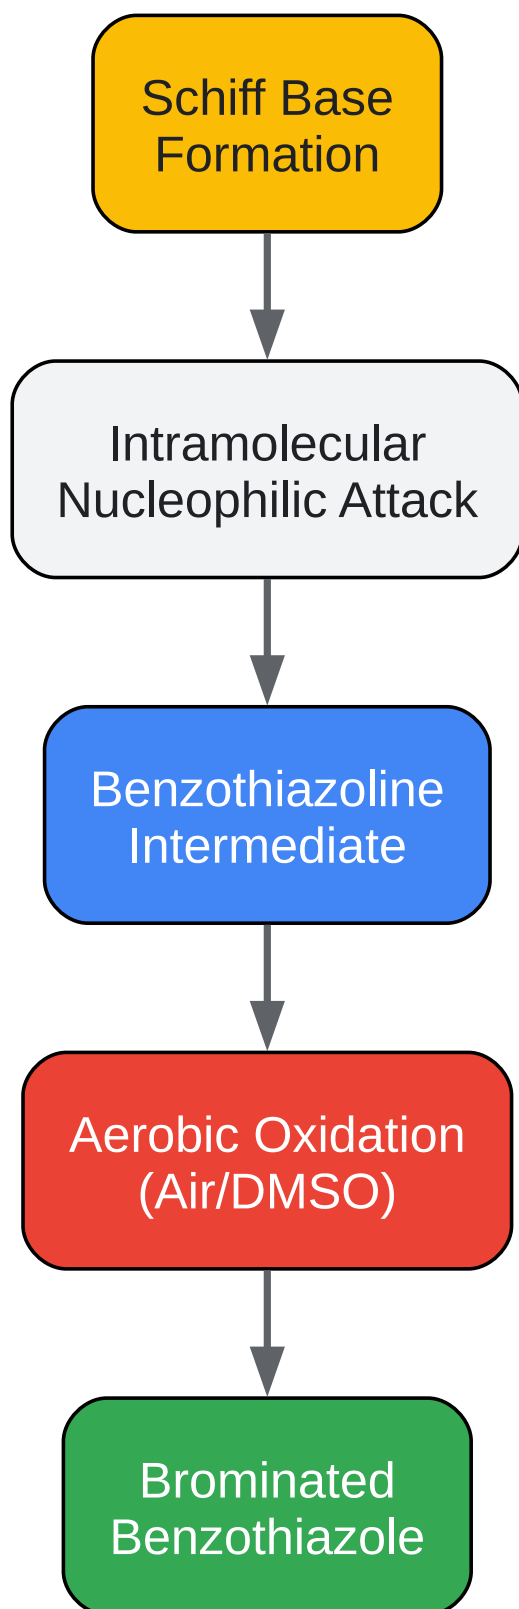 Schiff Base
Formation
Intramolecular
Nucleophilic Attack
Benzothiazoline
Intermediate
Aerobic Oxidation
(Air/DMSO)
Brominated
Benzothiazole